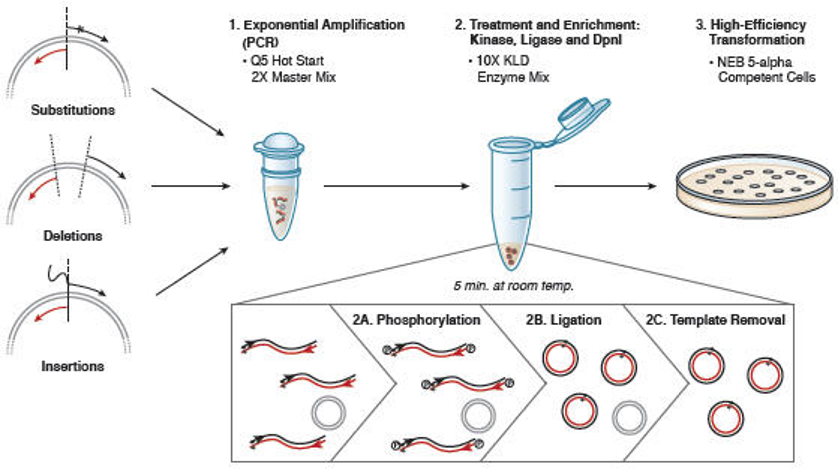 1. Exponential Amplification
(PCR)
• Q5 Hot Start
2X Master Mix
2. Treatment and Enrichment:
Kinase, Ligase and DpnI
• 10X KLD
Enzyme Mix
3. High-Efficiency
Transformation
• NEB 5-alpha
Competent Cells
x
Substitutions
Deletions
Insertions
5 min. at room temp.
2A. Phosphorylation
2B. Ligation
2C. Template Removal
P
P
P
P
P
P